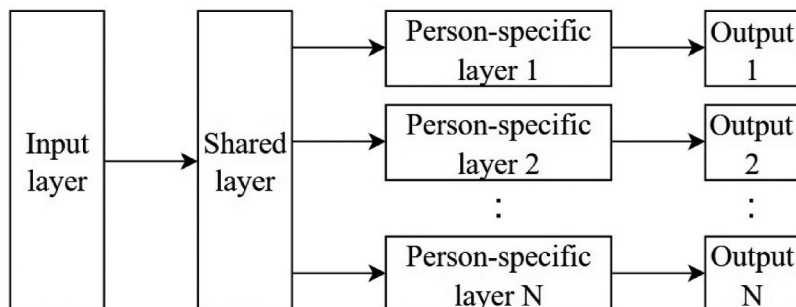 Input
layer
Shared
layer
Person-specific
layer 1
Output
1
Person-specific
layer 2
Output
2
:
:
Person-specific
layer N
Output
N